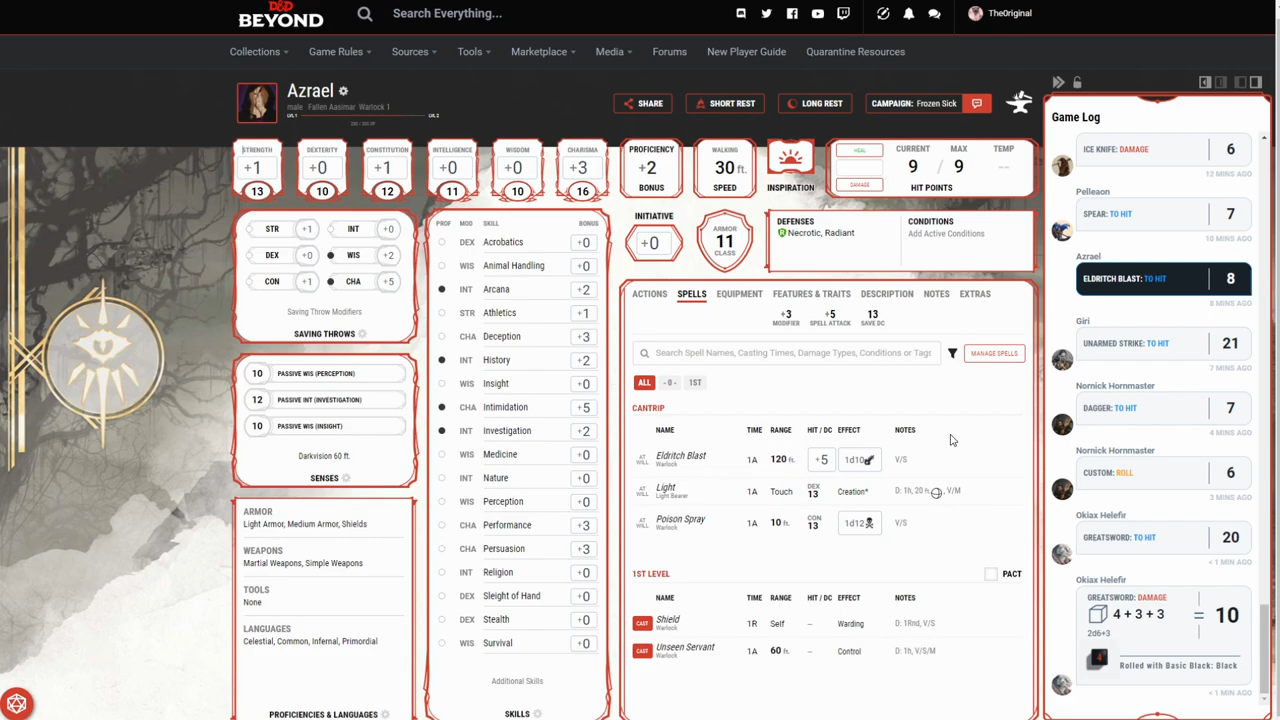 D&D
BEYOND
Search Everything...
TheOriginal
Collections
Game Rules
Sources
Tools
Marketplace
Media
Forums
New Player Guide
Quarantine Resources
Azrael
male Fallen Aasimar Warlock 1
LVL 1
LVL 2
SHARE
SHORT REST
LONG REST
CAMPAIGN: Frozen Sick
STRENGTH
+1
13
DEXTERITY
+0
10
CONSTITUTION
+1
12
INTELLIGENCE
+0
11
WISDOM
+0
10
CHARISMA
+3
16
PROFICIENCY
+2
BONUS
WALKING
30 ft.
SPEED
INSPIRATION
HEAL
DAMAGE
CURRENT
MAX
TEMP
9 / 9
--
HIT POINTS
STR +1
INT +0
DEX +0
WIS +2
CON +1
CHA +5
Saving Throw Modifiers
SAVING THROWS
10 PASSIVE WIS (PERCEPTION)
12 PASSIVE INT (INVESTIGATION)
10 PASSIVE WIS (INSIGHT)
Darkvision 60 ft.
SENSES
ARMOR
Light Armor, Medium Armor, Shields
WEAPONS
Martial Weapons, Simple Weapons
TOOLS
None
LANGUAGES
Celestial, Common, Infernal, Primordial
PROFICIENCIES & LANGUAGES
PROF MOD SKILL BONUS
DEX Acrobatics +0
WIS Animal Handling +0
INT Arcana +2
STR Athletics +1
CHA Deception +3
INT History +2
WIS Insight +0
CHA Intimidation +5
INT Investigation +2
WIS Medicine +0
INT Nature +0
WIS Perception +0
CHA Performance +3
CHA Persuasion +3
INT Religion +0
DEX Sleight of Hand +0
DEX Stealth +0
WIS Survival +0
Additional Skills
SKILLS
INITIATIVE
+0
ARMOR
11
CLASS
DEFENSES
Necrotic, Radiant
CONDITIONS
Add Active Conditions
ACTIONS
SPELLS
EQUIPMENT
FEATURES & TRAITS
DESCRIPTION
NOTES
EXTRAS
+3
MODIFIER
+5
SPELL ATTACK
13
SAVE DC
Search Spell Names, Casting Times, Damage Types, Conditions or Tags
MANAGE SPELLS
ALL
- 0 -
1ST
CANTRIP
NAME TIME RANGE HIT / DC EFFECT NOTES
AT WILL Eldritch Blast 1A 120 ft. +5 1d10 V/S
Warlock
AT WILL Light 1A Touch DEX 13 Creation* D: 1h, 20 ft. , V/M
Light Bearer
AT WILL Poison Spray 1A 10 ft. CON 13 1d12 V/S
Warlock
1ST LEVEL
PACT
NAME TIME RANGE HIT / DC EFFECT NOTES
CAST Shield 1R Self -- Warding D: 1Rnd, V/S
Warlock
CAST Unseen Servant 1A 60 ft. -- Control D: 1h, V/S/M
Warlock
Game Log
ICE KNIFE: DAMAGE 6
12 MINS AGO
Pelleaon
SPEAR: TO HIT 7
10 MINS AGO
Azrael
ELDRITCH BLAST: TO HIT 8
8 MINS AGO
Giri
UNARMED STRIKE: TO HIT 21
7 MINS AGO
Nornick Hornmaster
DAGGER: TO HIT 7
4 MINS AGO
Nornick Hornmaster
CUSTOM: ROLL 6
3 MINS AGO
Okiax Helefir
GREATSWORD: TO HIT 20
< 1 MIN AGO
Okiax Helefir
GREATSWORD: DAMAGE
4 + 3 + 3 = 10
2d6+3
Rolled with Basic Black: Black
< 1 MIN AGO